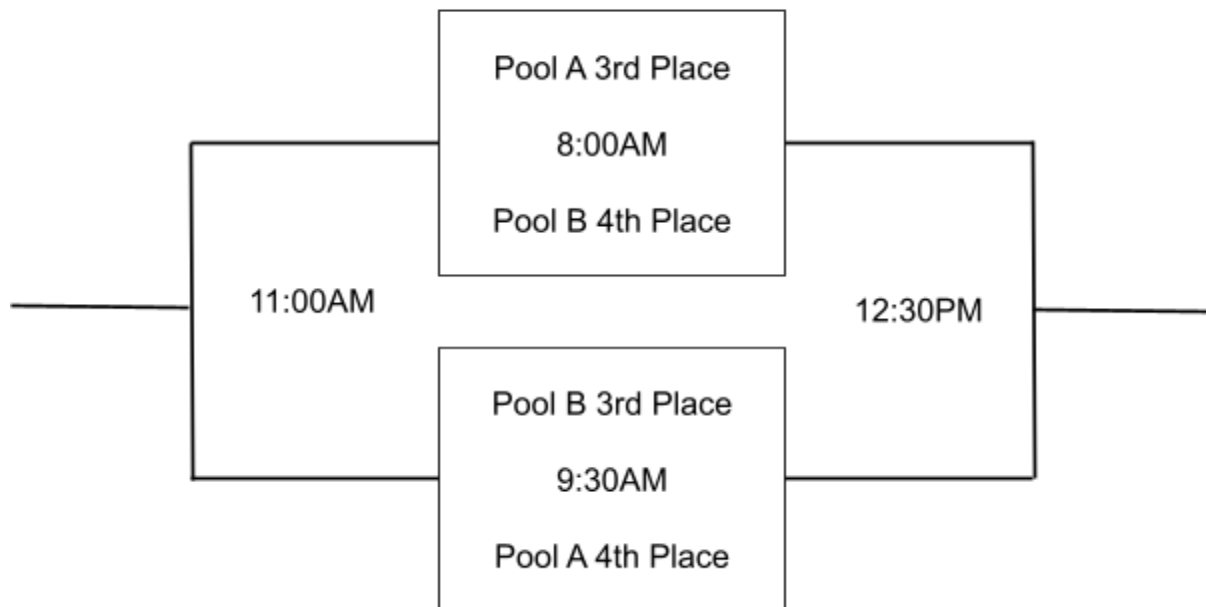 Pool A 3rd Place
8:00AM
Pool B 4th Place
11:00AM
12:30PM
Pool B 3rd Place
9:30AM
Pool A 4th Place